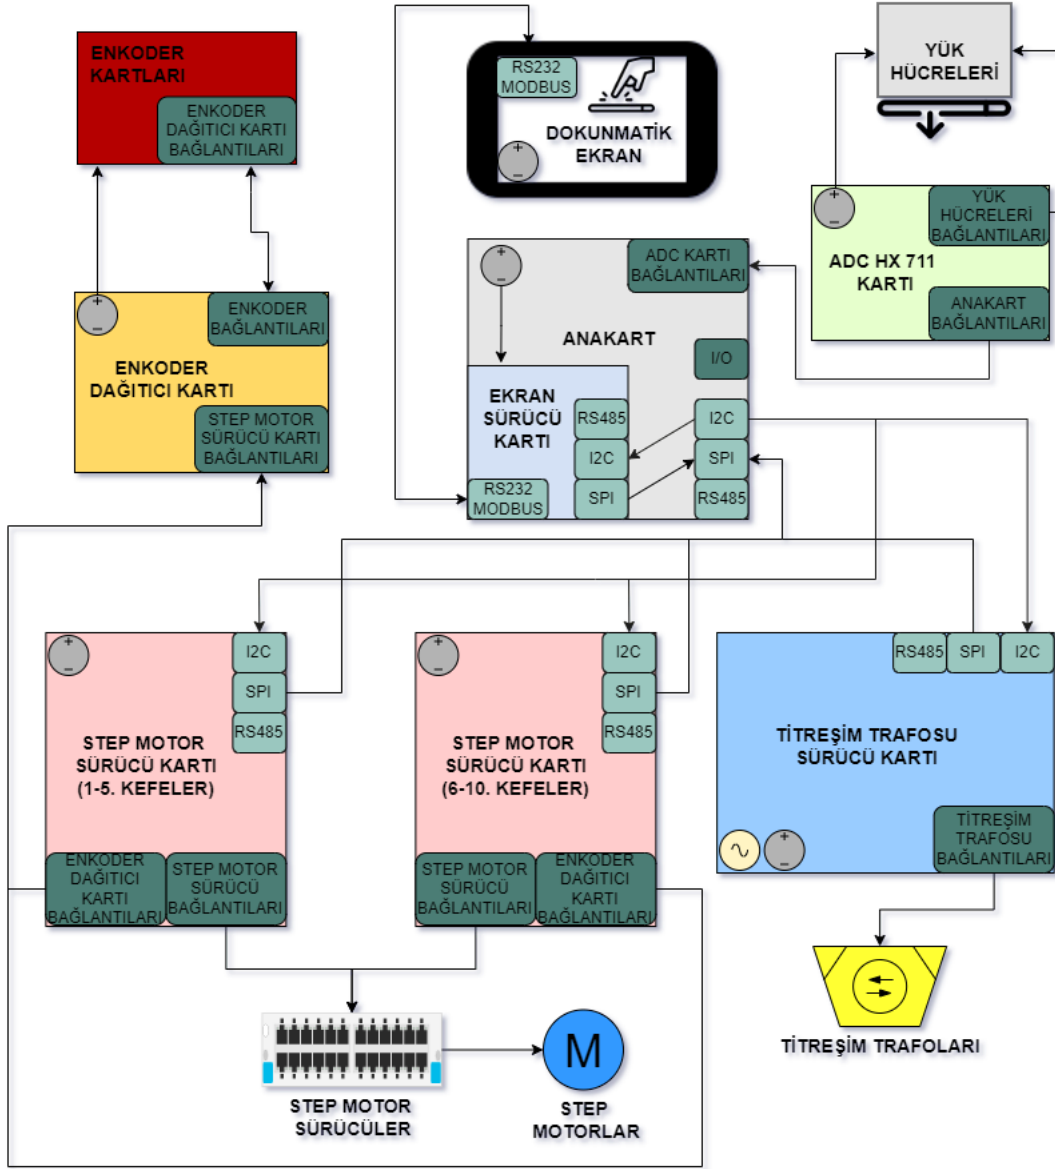 ENKODER
KARTLARI
ENKODER
DAĞITICI KARTI
BAĞLANTILARI
RS232
MODBUS
DOKUNMATİK
EKRAN
+
−
YÜK
HÜCRELERİ
+
−
YÜK
HÜCRELERİ
BAĞLANTILARI
ADC HX 711
KARTI
ANAKART
BAĞLANTILARI
+
−
ENKODER
BAĞLANTILARI
ENKODER
DAĞITICI KARTI
STEP MOTOR
SÜRÜCÜ KARTI
BAĞLANTILARI
+
−
ADC KARTI
BAĞLANTILARI
ANAKART
I/O
EKRAN
SÜRÜCÜ
KARTI
RS485
I2C
SPI
RS232
MODBUS
I2C
SPI
RS485
+
−
I2C
SPI
RS485
STEP MOTOR
SÜRÜCÜ KARTI
(1-5. KEFELER)
ENKODER
DAĞITICI
KARTI
BAĞLANTILARI
STEP MOTOR
SÜRÜCÜ
BAĞLANTILARI
+
−
I2C
SPI
RS485
STEP MOTOR
SÜRÜCÜ KARTI
(6-10. KEFELER)
STEP MOTOR
SÜRÜCÜ
BAĞLANTILARI
ENKODER
DAĞITICI
KARTI
BAĞLANTILARI
RS485
SPI
I2C
TİTREŞİM TRAFOSU
SÜRÜCÜ KARTI
+
−
TİTREŞİM
TRAFOSU
BAĞLANTILARI
TİTREŞİM TRAFOLARI
STEP MOTOR
SÜRÜCÜLER
M
STEP
MOTORLAR